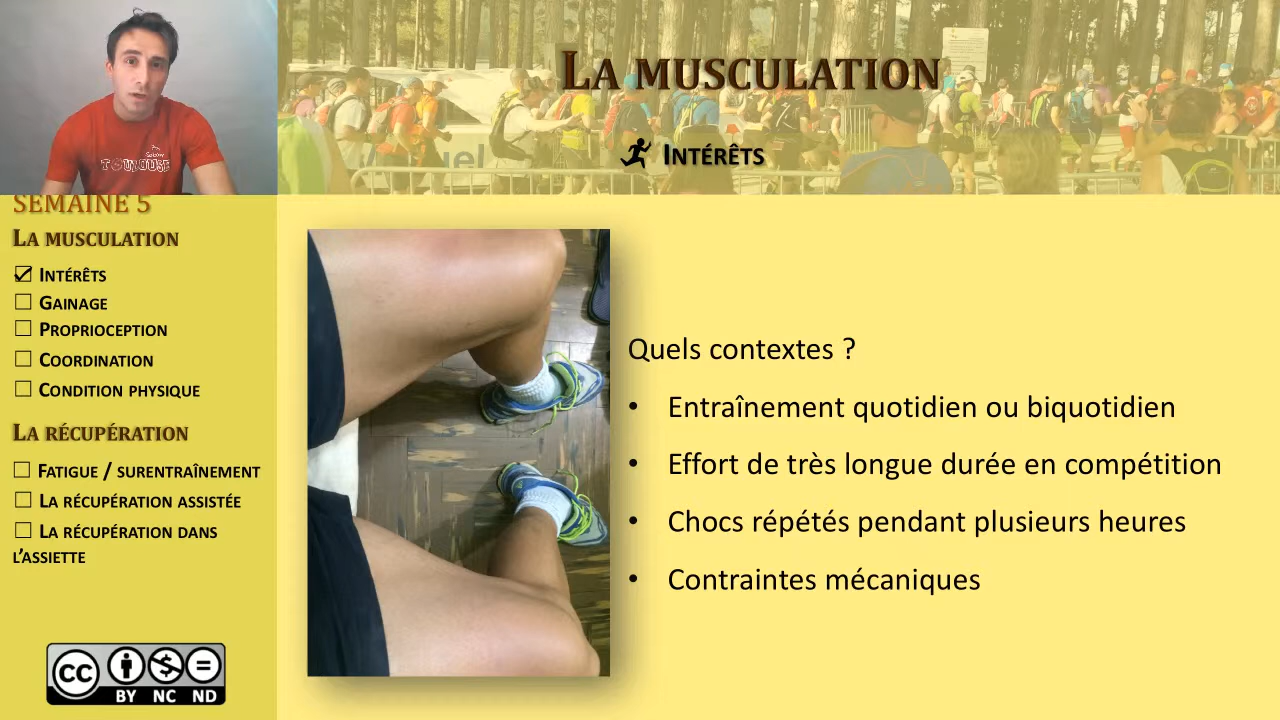 LA MUSCULATION
INTÉRÊTS
TOULOUSE
SEMAINE 5
LA MUSCULATION
INTÉRÊTS
GAINAGE
PROPRIOCEPTION
COORDINATION
CONDITION PHYSIQUE
LA RÉCUPÉRATION
FATIGUE / SURENTRAÎNEMENT
LA RÉCUPÉRATION ASSISTÉE
LA RÉCUPÉRATION DANS
L'ASSIETTE
Quels contextes ?
• Entraînement quotidien ou biquotidien
• Effort de très longue durée en compétition
• Chocs répétés pendant plusieurs heures
• Contraintes mécaniques
CC BY NC ND